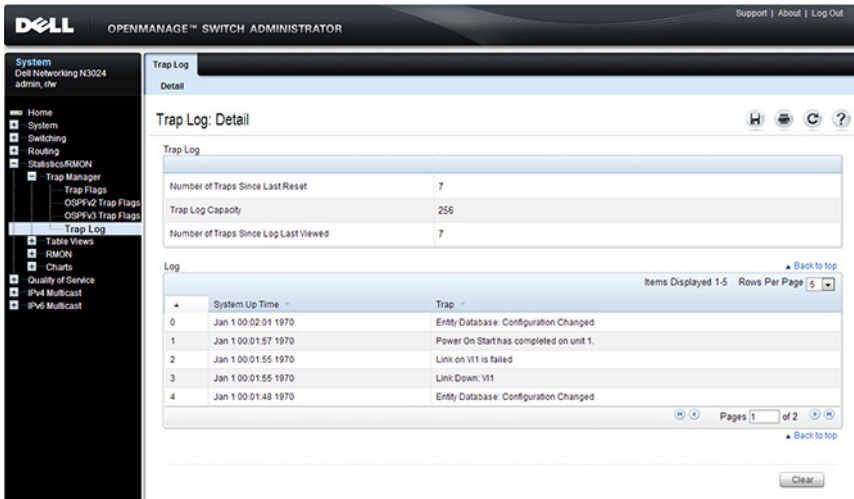 DELL
OPENMANAGE™ SWITCH ADMINISTRATOR
Support | About | Log Out
System
Dell Networking N3024
admin, r/w
Home
System
Switching
Routing
Statistics/RMON
Trap Manager
Trap Flags
OSPFv2 Trap Flags
OSPFv3 Trap Flags
Trap Log
Table Views
RMON
Charts
Quality of Service
IPv4 Multicast
IPv6 Multicast
Trap Log
Detail
Trap Log: Detail
Trap Log
Number of Traps Since Last Reset 7
Trap Log Capacity 256
Number of Traps Since Log Last Viewed 7
Log
Back to top
Items Displayed 1-5 Rows Per Page 5
System Up Time Trap
0 Jan 1 00:02:01 1970 Entity Database: Configuration Changed
1 Jan 1 00:01:57 1970 Power On Start has completed on unit 1.
2 Jan 1 00:01:55 1970 Link on Vl1 is failed
3 Jan 1 00:01:55 1970 Link Down: Vl1
4 Jan 1 00:01:48 1970 Entity Database: Configuration Changed
Pages 1 of 2
Back to top
Clear